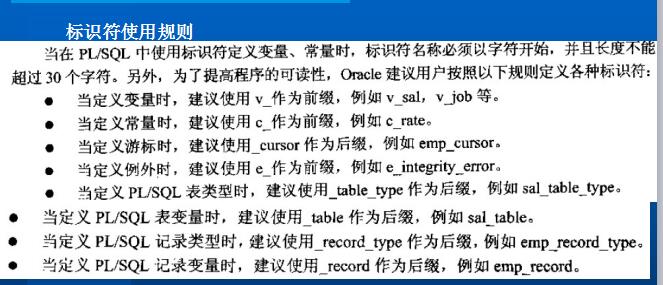 标识符使用规则
当在 PL/SQL 中使用标识符定义变量、常量时，标识符名称必须以字符开始，并且长度不能
超过 30 个字符。另外，为了提高程序的可读性，Oracle 建议用户按照以下规则定义各种标识符：
● 当定义变量时，建议使用 v_作为前缀，例如 v_sal，v_job 等。
● 当定义常量时，建议使用 c_作为前缀，例如 c_rate。
● 当定义游标时，建议使用_cursor 作为后缀，例如 emp_cursor。
● 当定义例外时，建议使用 e_作为前缀，例如 e_integrity_error。
● 当定义 PL/SQL 表类型时，建议使用_table_type 作为后缀，例如 sal_table_type。
● 当定义 PL/SQL 表变量时，建议使用_table 作为后缀，例如 sal_table。
● 当定义 PL/SQL 记录类型时，建议使用_record_type 作为后缀，例如 emp_record_type。
● 当定义 PL/SQL 记录变量时，建议使用_record 作为后缀，例如 emp_record。